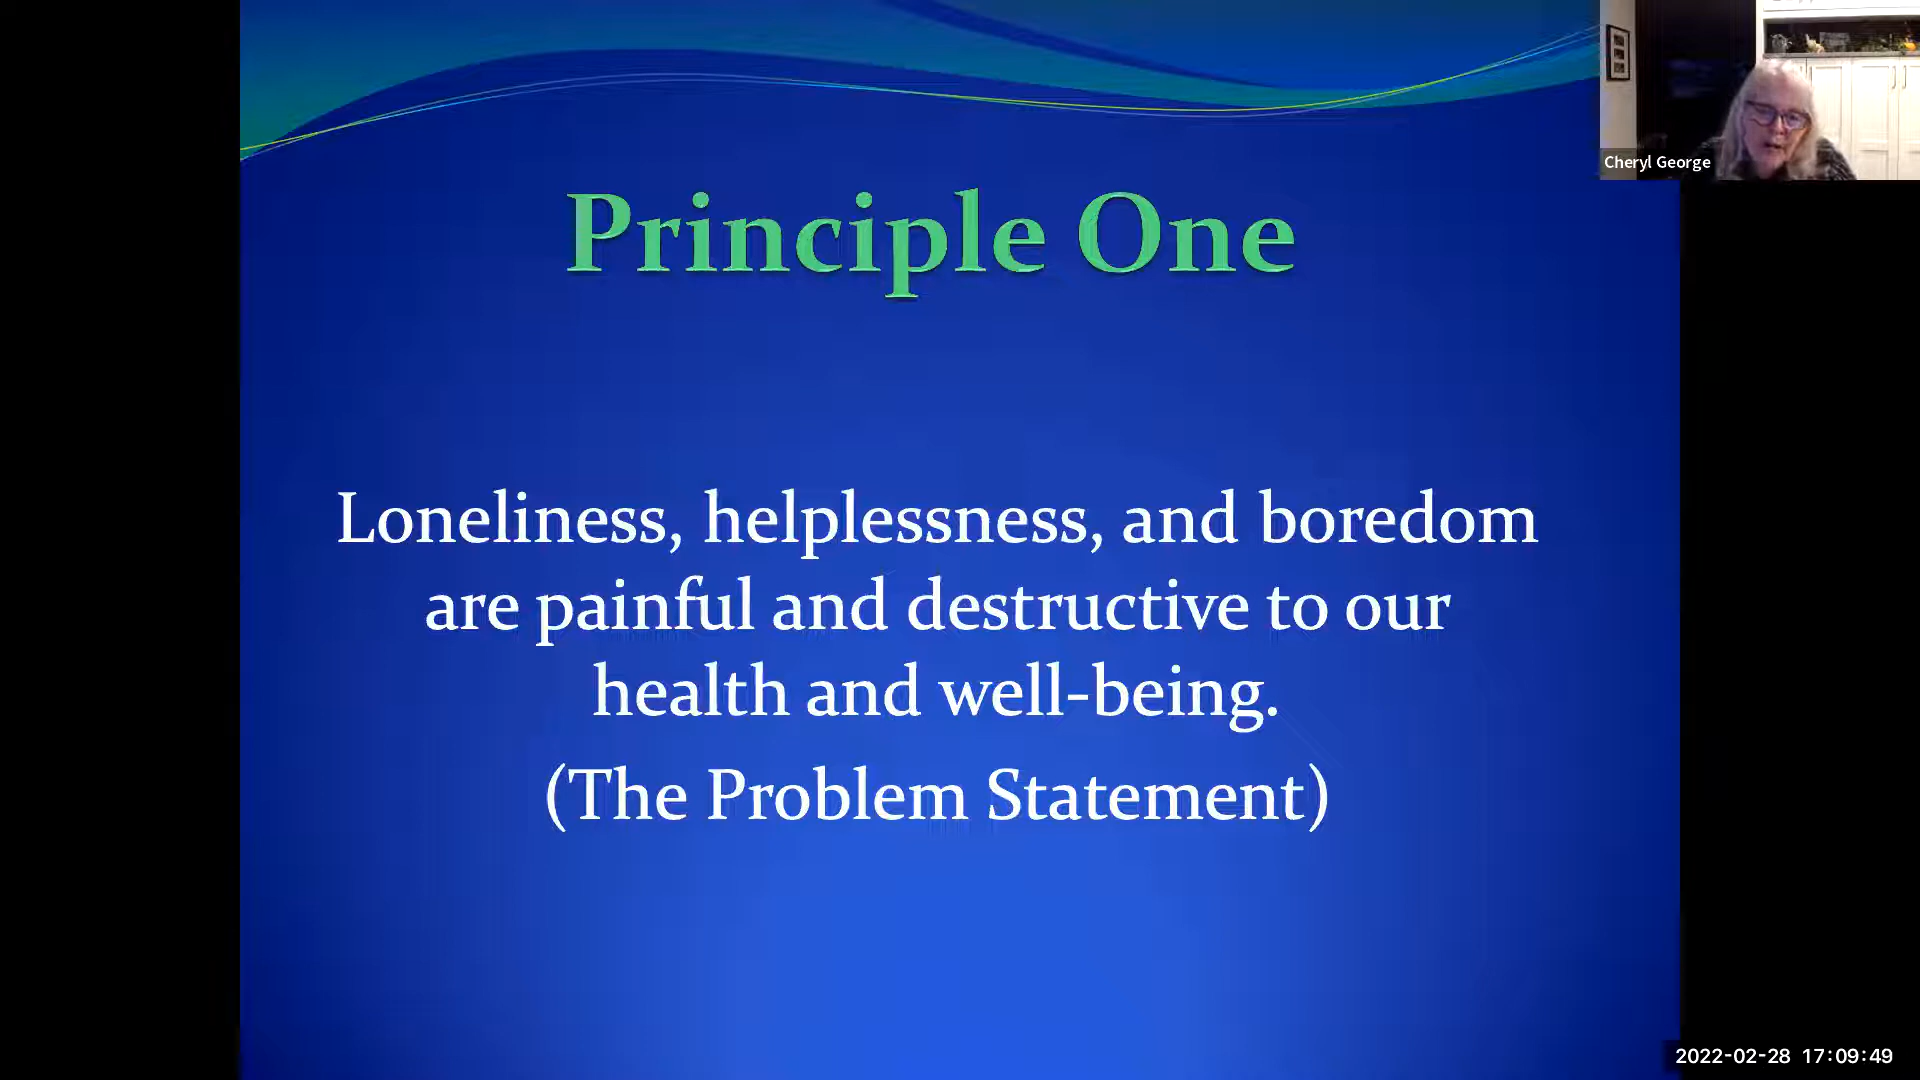 Principle One
Cheryl George
Loneliness, helplessness, and boredom
are painful and destructive to our
health and well-being.
(The Problem Statement)
2022-02-28 17:09:49